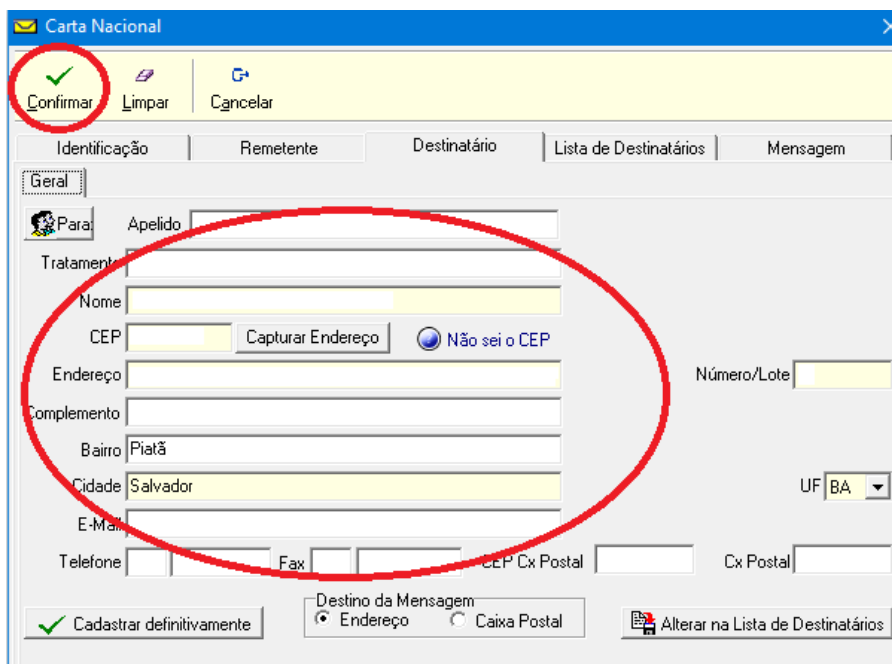 Carta Nacional
Confirmar Limpar Cancelar
Identificação Remetente Destinatário Lista de Destinatários Mensagem
Geral
Para: Apelido
Tratamento
Nome
CEP Capturar Endereço Não sei o CEP
Endereço Número/Lote
Complemento
Bairro Piatã
Cidade Salvador UF BA
E-Mail
Telefone Fax CEP Cx Postal Cx Postal
Destino da Mensagem
Cadastrar definitivamente Endereço Caixa Postal Alterar na Lista de Destinatários